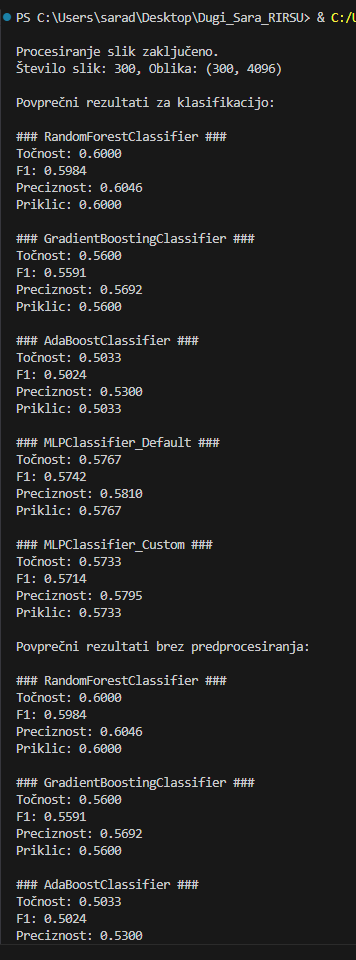 PS C:\Users\sarad\Desktop\Dugi_Sara_RIRSU> & C:/U
Procesiranje slik zaključeno.
Število slik: 300, Oblika: (300, 4096)
Povprečni rezultati za klasifikacijo:
### RandomForestClassifier ###
Točnost: 0.6000
F1: 0.5984
Preciznost: 0.6046
Priklic: 0.6000
### GradientBoostingClassifier ###
Točnost: 0.5600
F1: 0.5591
Preciznost: 0.5692
Priklic: 0.5600
### AdaBoostClassifier ###
Točnost: 0.5033
F1: 0.5024
Preciznost: 0.5300
Priklic: 0.5033
### MLPClassifier_Default ###
Točnost: 0.5767
F1: 0.5742
Preciznost: 0.5810
Priklic: 0.5767
### MLPClassifier_Custom ###
Točnost: 0.5733
F1: 0.5714
Preciznost: 0.5795
Priklic: 0.5733
Povprečni rezultati brez predprocesiranja:
### RandomForestClassifier ###
Točnost: 0.6000
F1: 0.5984
Preciznost: 0.6046
Priklic: 0.6000
### GradientBoostingClassifier ###
Točnost: 0.5600
F1: 0.5591
Preciznost: 0.5692
Priklic: 0.5600
### AdaBoostClassifier ###
Točnost: 0.5033
F1: 0.5024
Preciznost: 0.5300